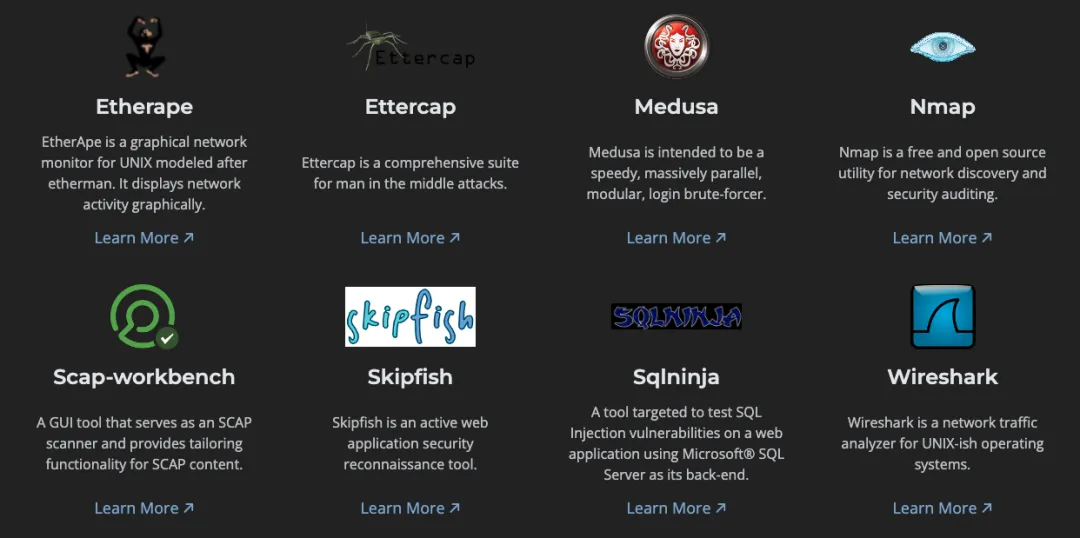 Ettercap
Etherape
Ettercap
Medusa
Nmap
EtherApe is a graphical network
monitor for UNIX modeled after
etherman. It displays network
activity graphically.
Ettercap is a comprehensive suite
for man in the middle attacks.
Medusa is intended to be a
speedy, massively parallel,
modular, login brute-forcer.
Nmap is a free and open source
utility for network discovery and
security auditing.
Learn More ↗
Learn More ↗
Learn More ↗
Learn More ↗
skipfish
SQLNINJA
Scap-workbench
Skipfish
Sqlninja
Wireshark
A GUI tool that serves as an SCAP
scanner and provides tailoring
functionality for SCAP content.
Skipfish is an active web
application security
reconnaissance tool.
A tool targeted to test SQL
Injection vulnerabilities on a web
application using Microsoft® SQL
Server as its back-end.
Wireshark is a network traffic
analyzer for UNIX-ish operating
systems.
Learn More ↗
Learn More ↗
Learn More ↗
Learn More ↗